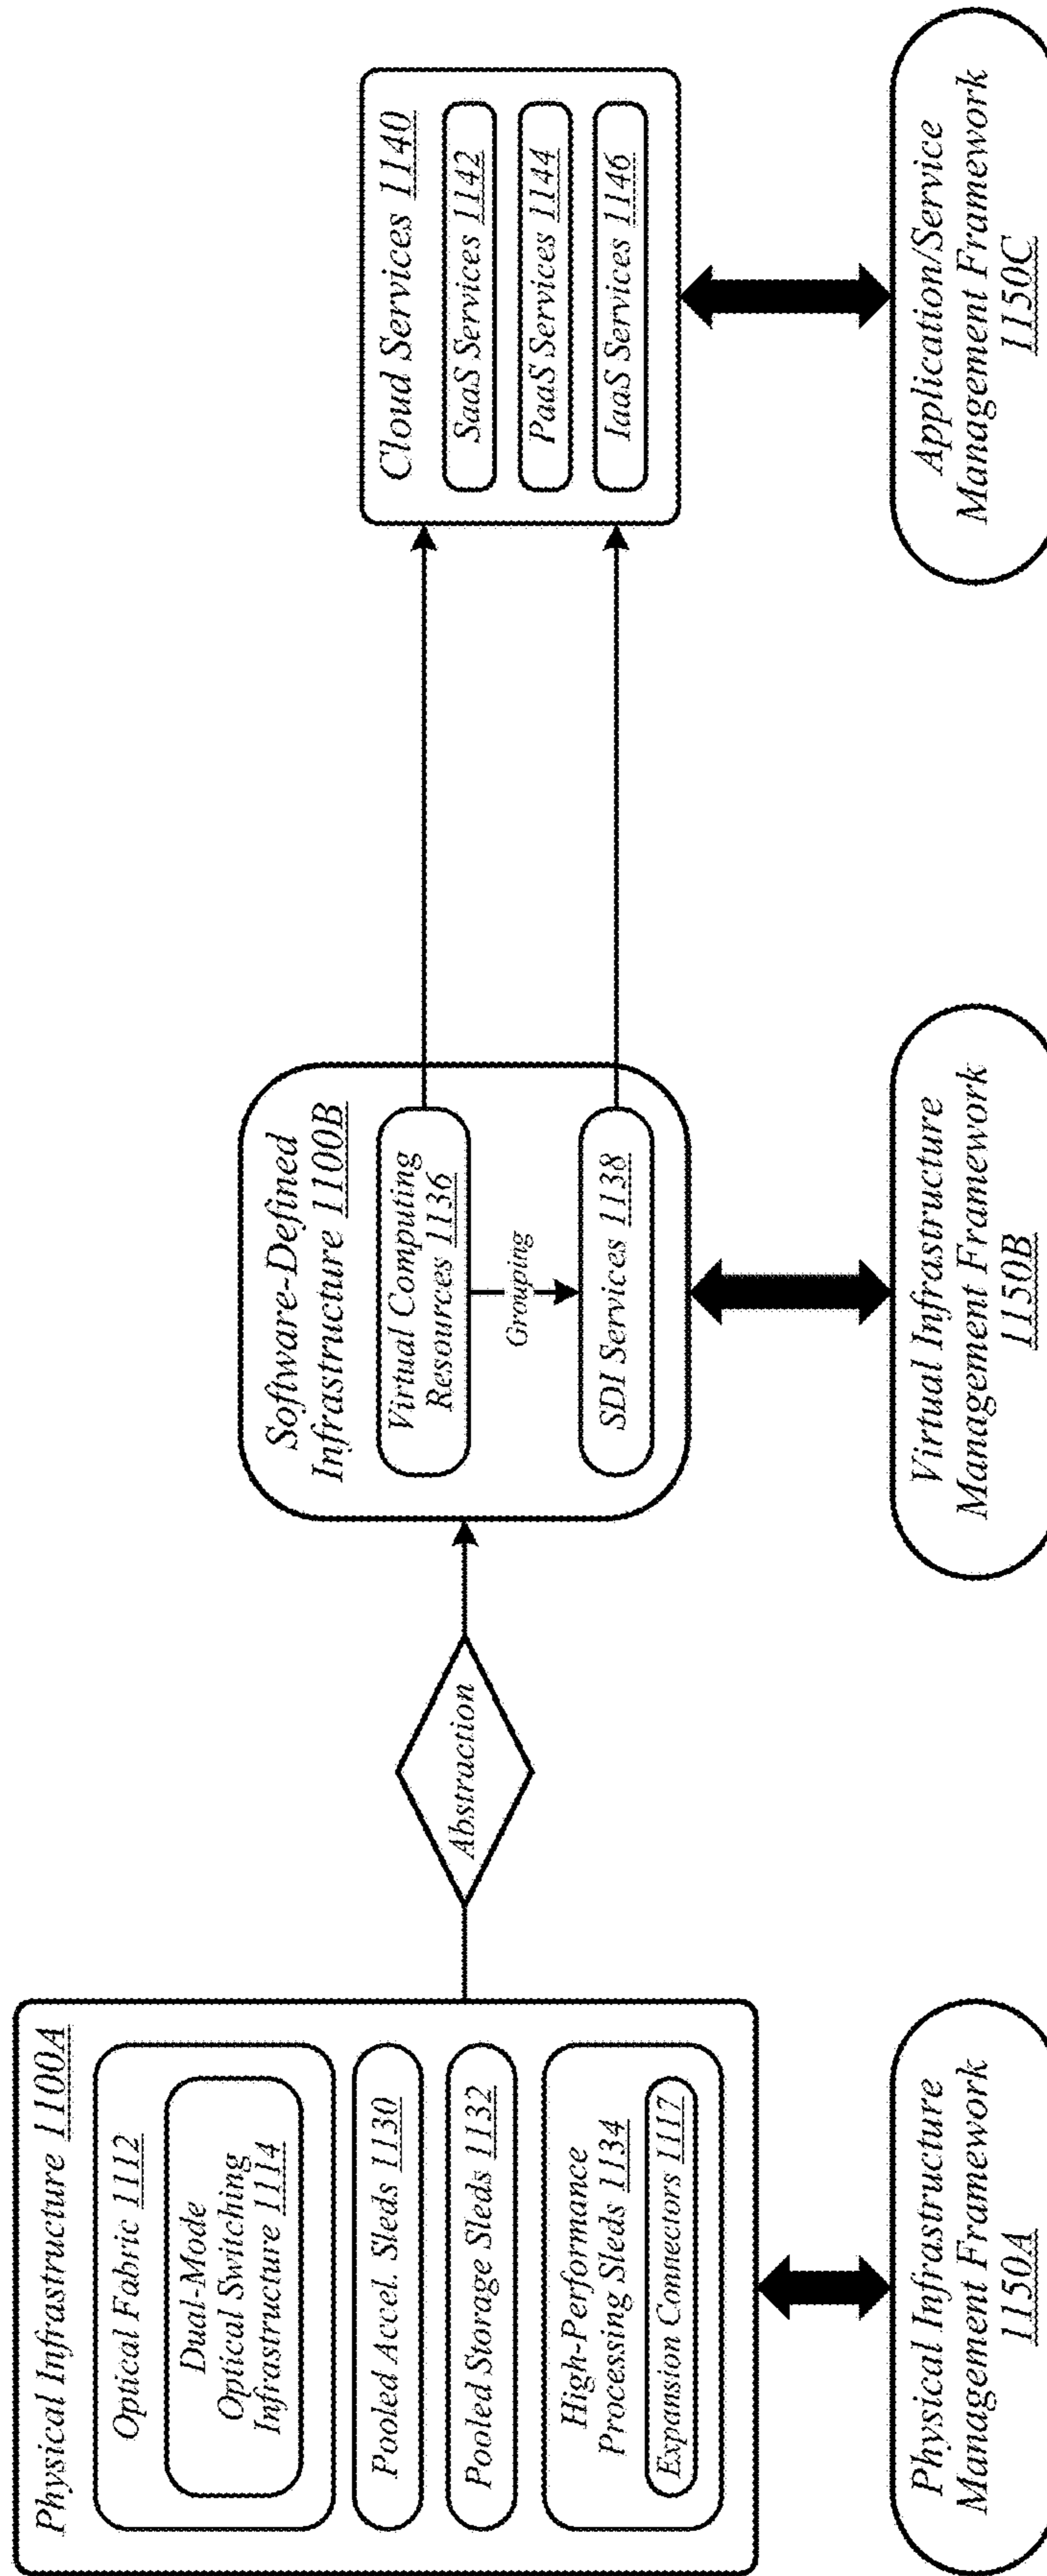 Physical Infrastructure 1100A
Optical Fabric 1112
Dual-Mode
Optical Switching
Infrastructure 1114
Pooled Accel. Sleds 1130
Pooled Storage Sleds 1132
High-Performance
Processing Sleds 1134
Expansion Connectors 1117
Physical Infrastructure
Management Framework
1150A
Abstraction
Software-Defined
Infrastructure 1100B
Virtual Computing
Resources 1136
Grouping
SDI Services 1138
Virtual Infrastructure
Management Framework
1150B
Cloud Services 1140
SaaS Services 1142
PaaS Services 1144
IaaS Services 1146
Application/Service
Management Framework
1150C